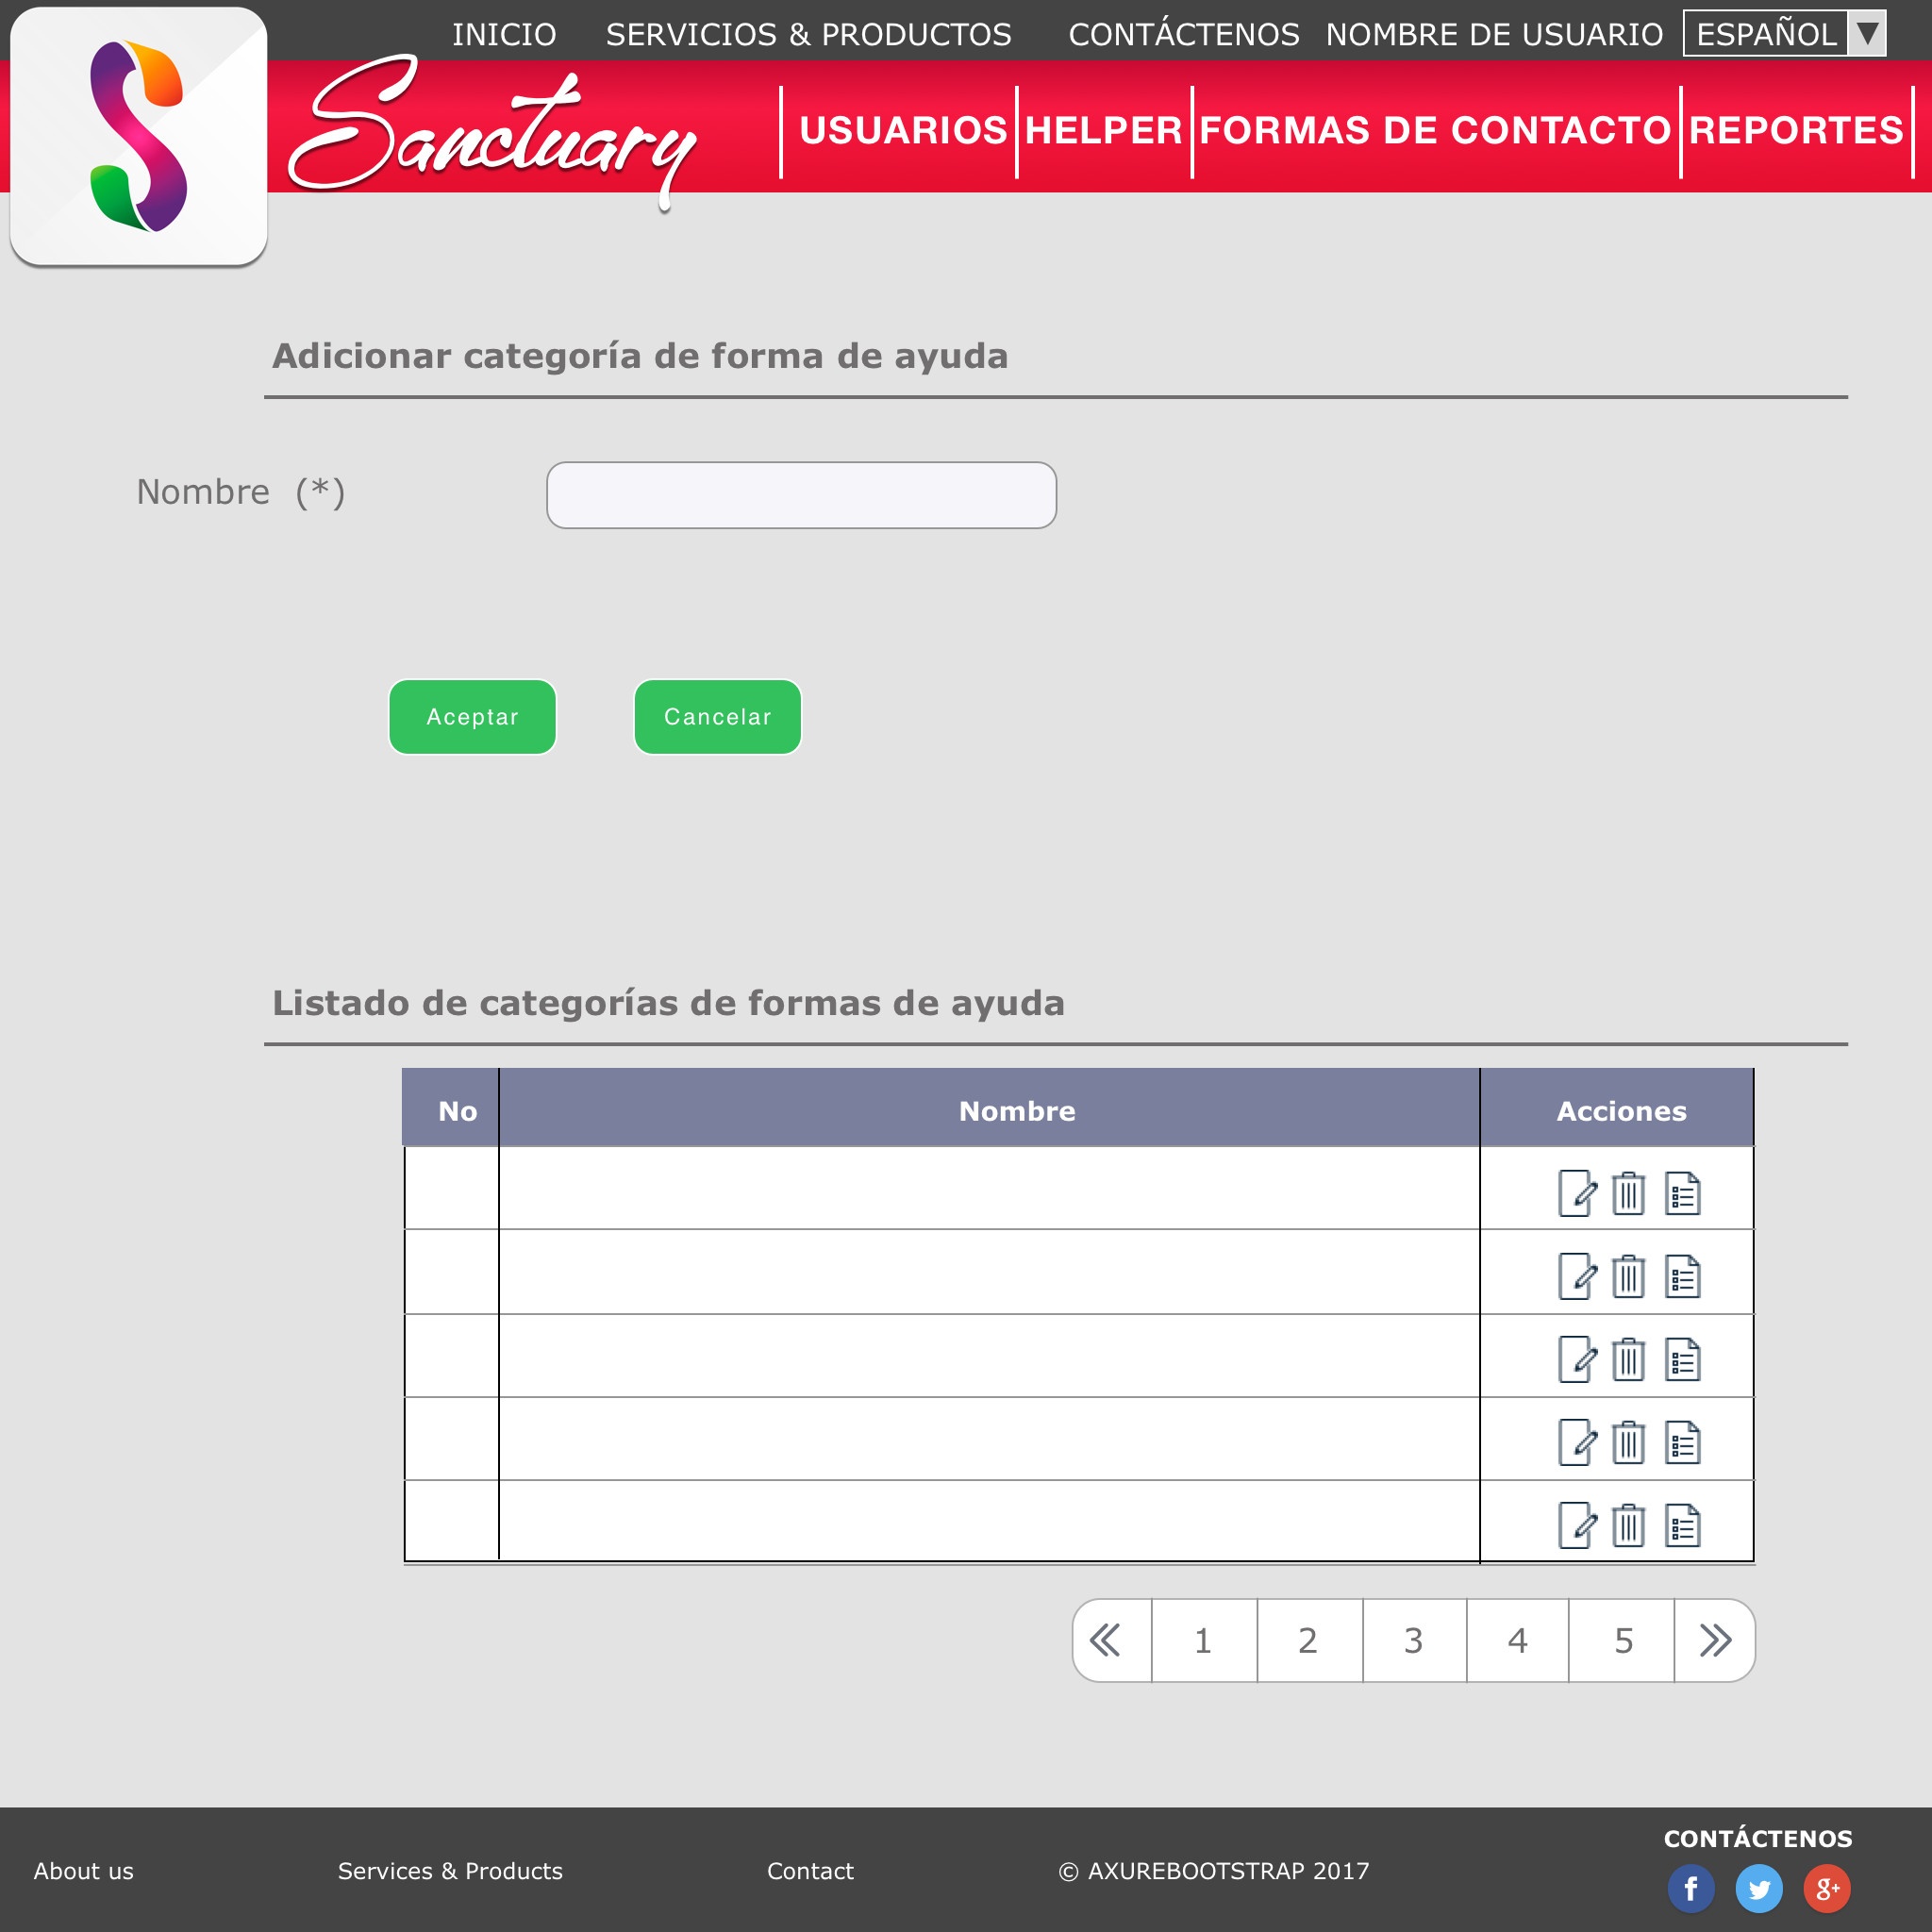 INICIO SERVICIOS & PRODUCTOS CONTÁCTENOS NOMBRE DE USUARIO ESPAÑOL
Sanctuary
USUARIOS HELPER FORMAS DE CONTACTO REPORTES
Adicionar categoría de forma de ayuda
Nombre (*)
Aceptar Cancelar
Listado de categorías de formas de ayuda
No Nombre Acciones
1 2 3 4 5
CONTÁCTENOS
About us Services & Products Contact © AXUREBOOTSTRAP 2017
f g+